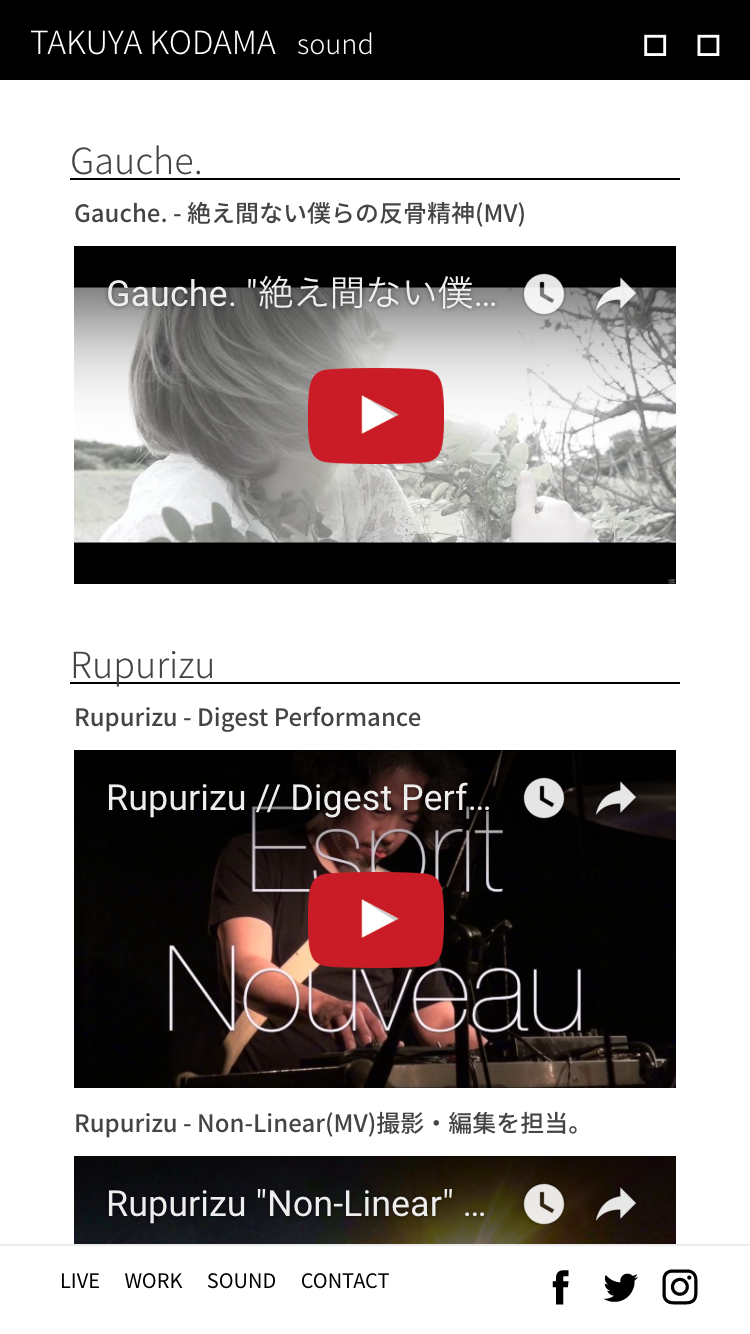 TAKUYA KODAMA sound
Gauche.
Gauche. - 絶え間ない僕らの反骨精神(MV)
Gauche. "絶え間ない僕...
Rupurizu
Rupurizu - Digest Performance
Rupurizu // Digest Perf...
Esprit
Nouveau
Rupurizu - Non-Linear(MV)撮影・編集を担当。
Rupurizu "Non-Linear" ...
LIVE WORK SOUND CONTACT